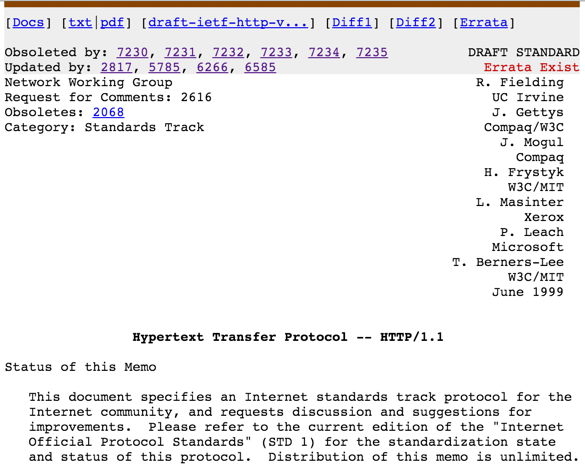 [Docs] [txt|pdf] [draft-ietf-http-v...] [Diff1] [Diff2] [Errata]
Obsoleted by: 7230, 7231, 7232, 7233, 7234, 7235 DRAFT STANDARD
Updated by: 2817, 5785, 6266, 6585 Errata Exist
Network Working Group R. Fielding
Request for Comments: 2616 UC Irvine
Obsoletes: 2068 J. Gettys
Category: Standards Track Compaq/W3C
J. Mogul
Compaq
H. Frystyk
W3C/MIT
L. Masinter
Xerox
P. Leach
Microsoft
T. Berners-Lee
W3C/MIT
June 1999
Hypertext Transfer Protocol -- HTTP/1.1
Status of this Memo
This document specifies an Internet standards track protocol for the
Internet community, and requests discussion and suggestions for
improvements. Please refer to the current edition of the "Internet
Official Protocol Standards" (STD 1) for the standardization state
and status of this protocol. Distribution of this memo is unlimited.